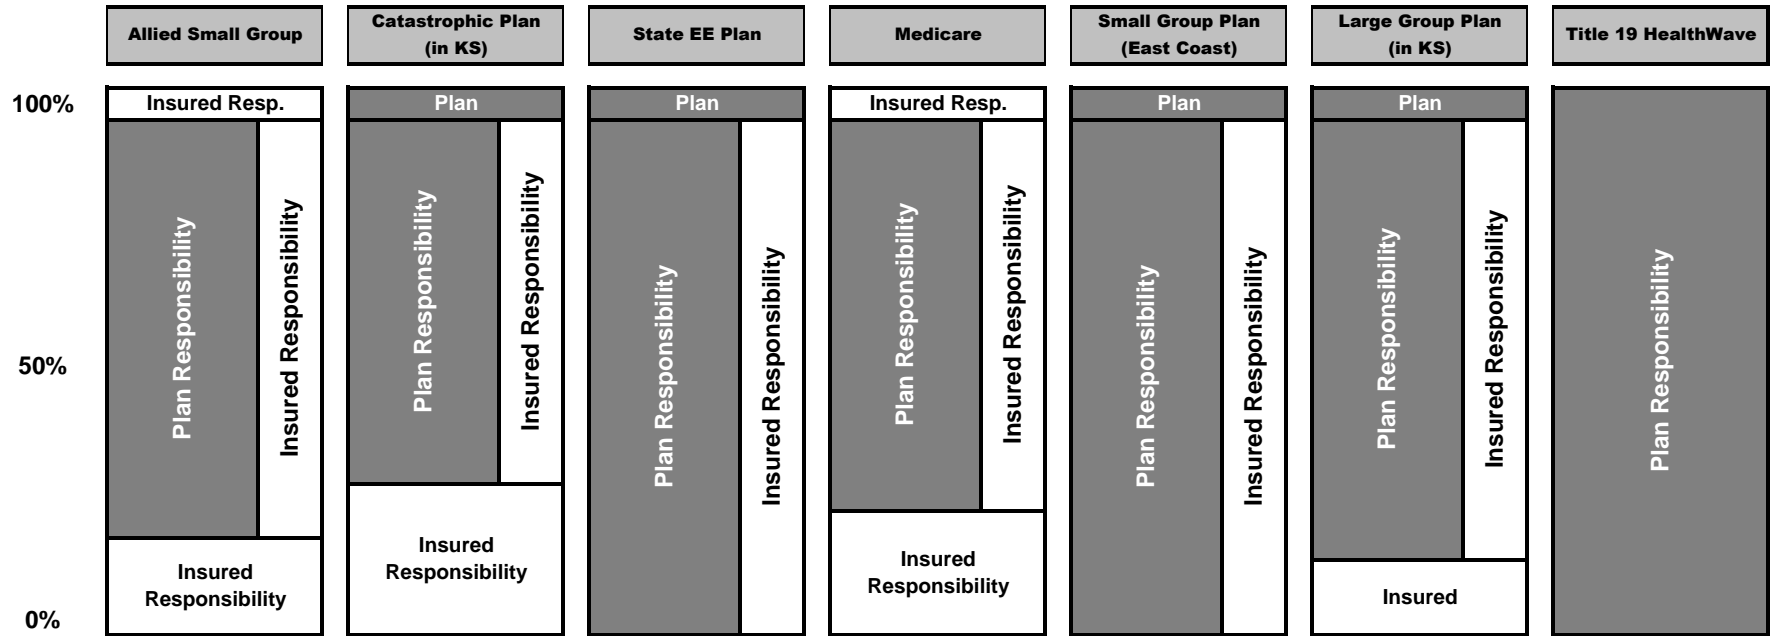 Allied Small Group
Catastrophic Plan
(in KS)
State EE Plan
Medicare
Small Group Plan
(East Coast)
Large Group Plan
(in KS)
Title 19 HealthWave
100%
50%
0%
Insured Resp.
Plan Responsibility
Insured Responsibility
Insured
Responsibility
Plan
Plan Responsibility
Insured Responsibility
Insured
Responsibility
Plan
Plan Responsibility
Insured Responsibility
Insured Resp.
Plan Responsibility
Insured Responsibility
Insured
Responsibility
Plan
Plan Responsibility
Insured Responsibility
Plan
Plan Responsibility
Insured Responsibility
Insured
Plan Responsibility